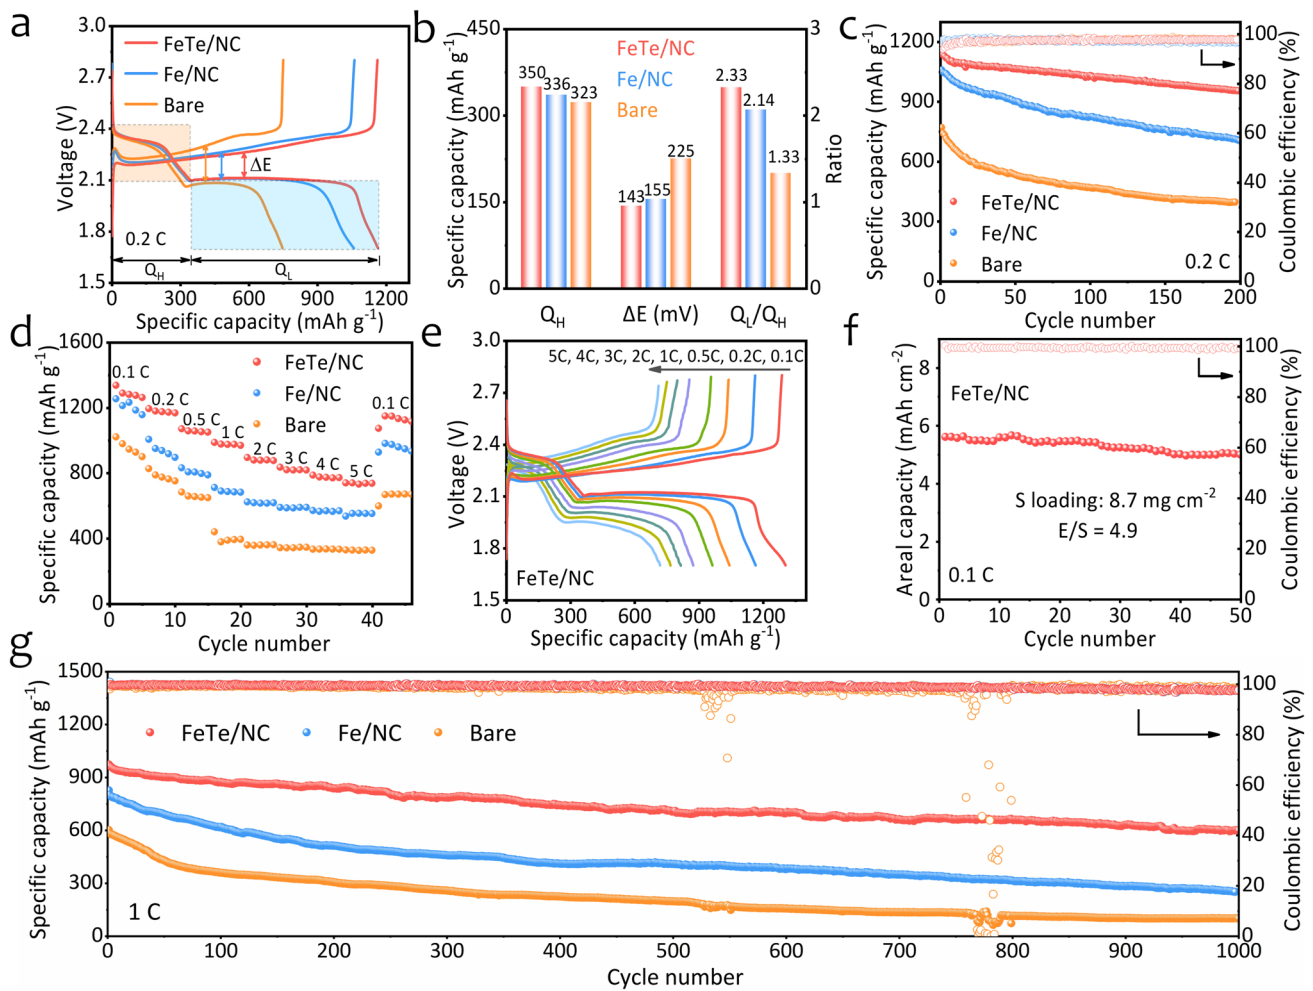 a
3.0
2.7
2.4
2.1
1.8
1.5
Voltage (V)
FeTe/NC
Fe/NC
Bare
ΔE
0.2 C
Q_H
Q_L
0
300
600
900
1200
Specific capacity (mAh g⁻¹)
b
450
300
150
0
Specific capacity (mAh g⁻¹)
FeTe/NC
Fe/NC
Bare
350
336
323
143
155
225
2.33
2.14
1.33
Q_H
ΔE (mV)
Q_L/Q_H
3
2
1
0
Ratio
c
1200
900
600
300
0
Specific capacity (mAh g⁻¹)
FeTe/NC
Fe/NC
Bare
0.2 C
0
50
100
150
200
Cycle number
100
80
60
40
20
0
Coulombic efficiency (%)
d
1600
1200
800
400
0
Specific capacity (mAh g⁻¹)
FeTe/NC
Fe/NC
Bare
0.1 C
0.2 C
0.5 C
1 C
2 C
3 C
4 C
5 C
0.1 C
0
10
20
30
40
Cycle number
e
3.0
2.7
2.4
2.1
1.8
1.5
Voltage (V)
5C, 4C, 3C, 2C, 1C, 0.5C, 0.2C, 0.1C
FeTe/NC
0
300
600
900
1200
Specific capacity (mAh g⁻¹)
f
8
6
4
2
0
Areal capacity (mAh cm⁻²)
FeTe/NC
S loading: 8.7 mg cm⁻²
E/S = 4.9
0.1 C
0
10
20
30
40
50
Cycle number
100
80
60
40
20
0
Coulombic efficiency (%)
g
1500
1200
900
600
300
0
Specific capacity (mAh g⁻¹)
FeTe/NC
Fe/NC
Bare
1 C
0
100
200
300
400
500
600
700
800
900
1000
Cycle number
100
80
60
40
20
0
Coulombic efficiency (%)